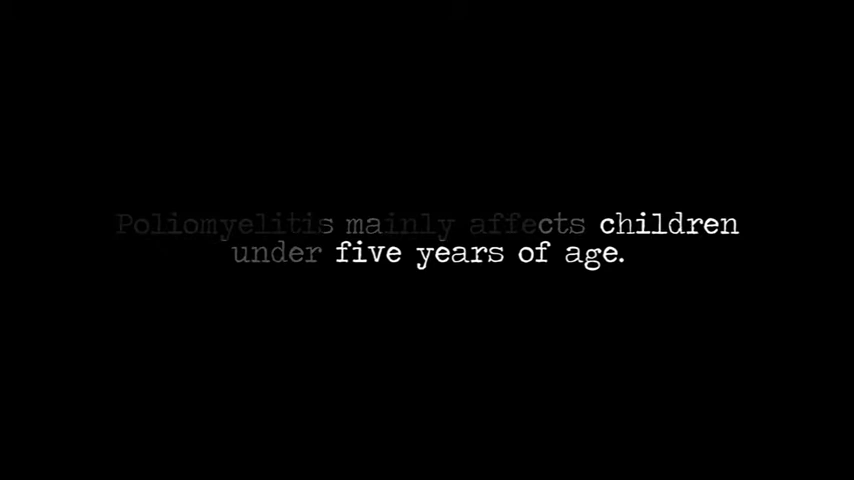 Poliomyelitis mainly affects children
under five years of age.